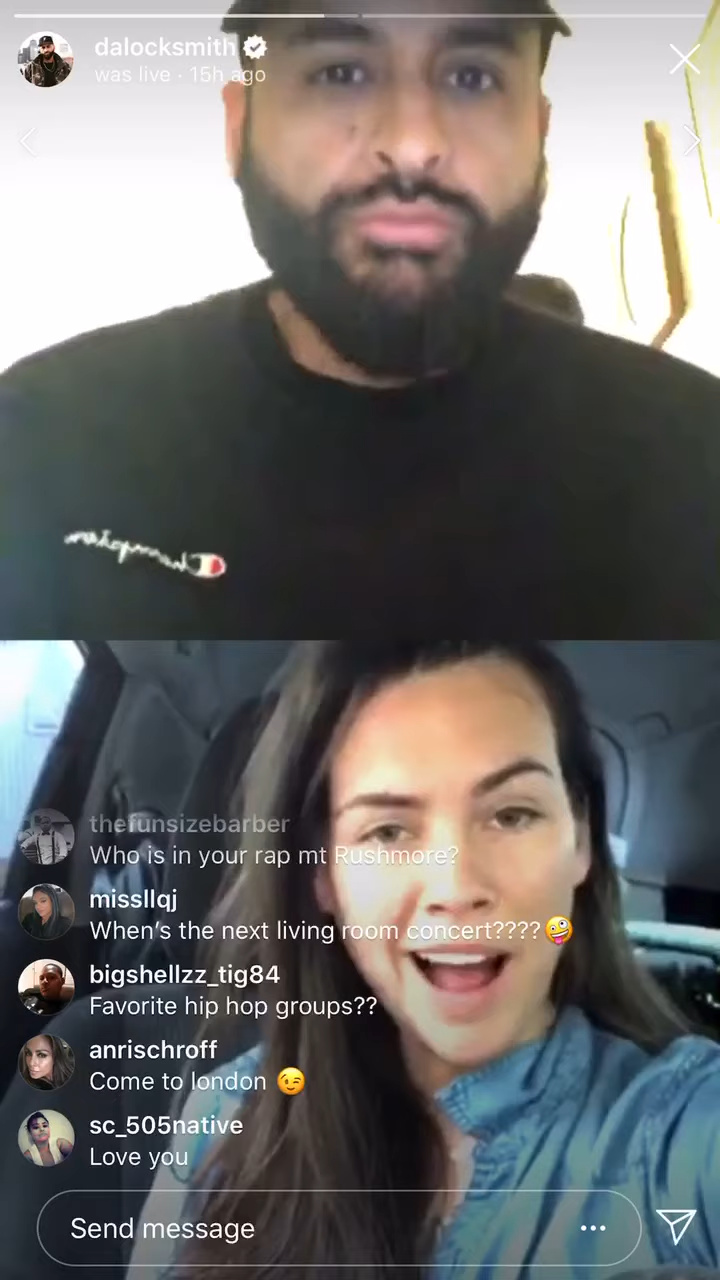 dalocksmith
was live · 15h ago
Champion
thefunsizebarber
Who is in your rap mt Rushmore?
missllqj
When's the next living room concert????🤪
bigshellzz_tig84
Favorite hip hop groups??
anrischroff
Come to london 😉
sc_505native
Love you
Send message